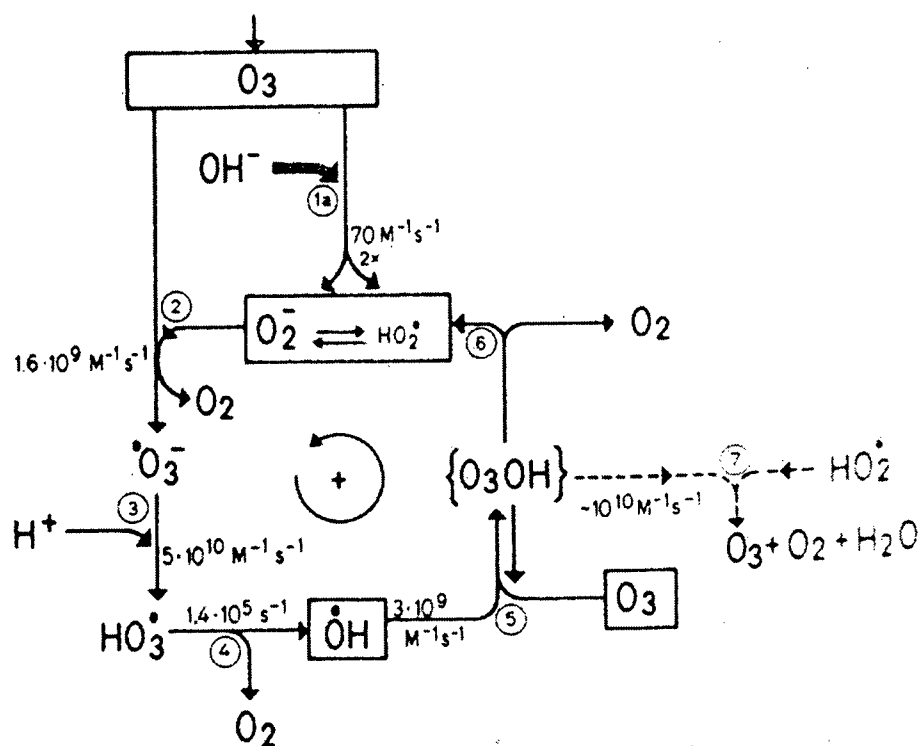 O₃
OH⁻
1a
70 M⁻¹s⁻¹
2×
2
O₂⁻ ⇌ HO₂•
6
O₂
1.6·10⁹ M⁻¹s⁻¹
O₂
•O₃⁻
+
{O₃OH}
7
HO₂•
~10¹⁰ M⁻¹s⁻¹
H⁺
3
5·10¹⁰ M⁻¹s⁻¹
O₃ + O₂ + H₂O
HO₃•
1.4·10⁵ s⁻¹
4
•OH
3·10⁹
M⁻¹s⁻¹
5
O₃
O₂